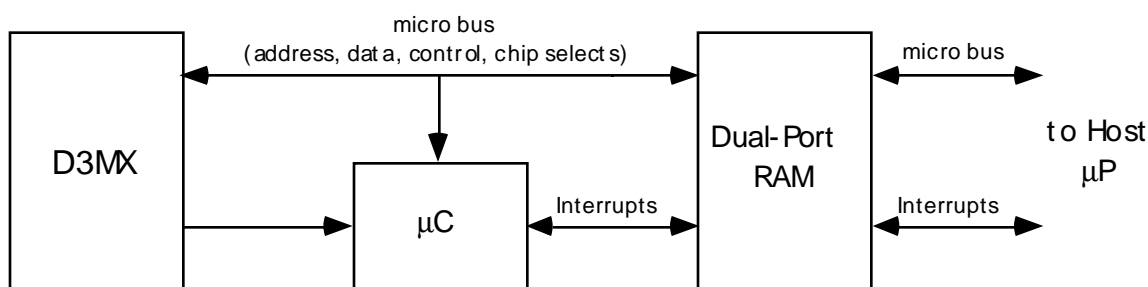 micro bus
(address, data, control, chip selects)
micro bus
D3MX
Dual-Port
RAM
to Host
μP
μC
Interrupts
Interrupts